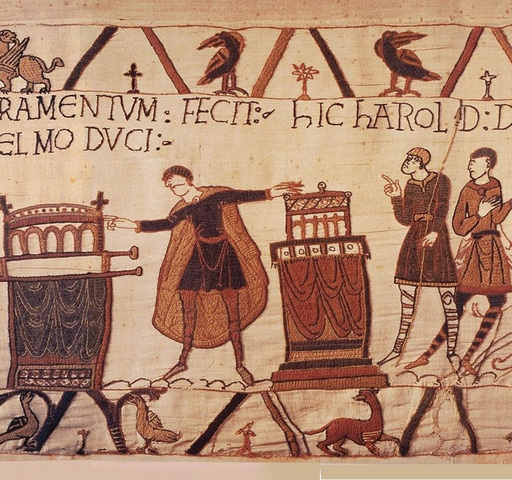 RAMENTVM: FECIT:- hIC hAROLD: D
ELMO DVCI:-